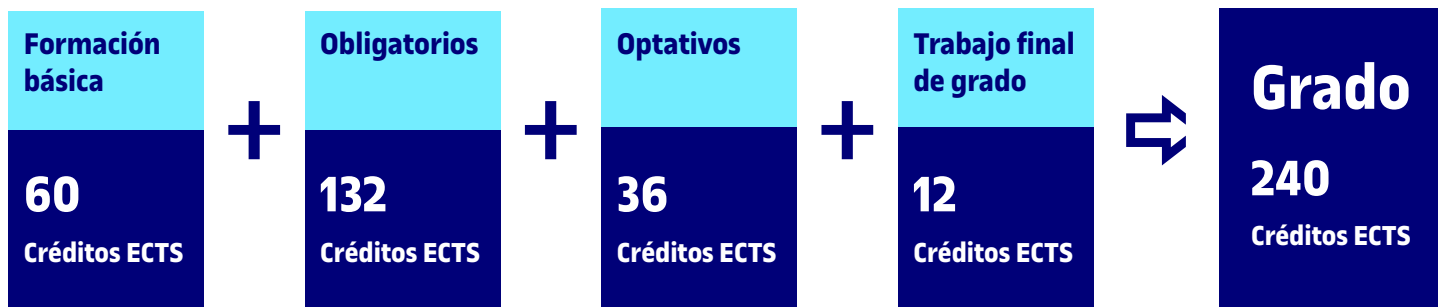 Formación
básica
60
Créditos ECTS
+
Obligatorios
132
Créditos ECTS
+
Optativos
36
Créditos ECTS
+
Trabajo final
de grado
12
Créditos ECTS
Grado
240
Créditos ECTS